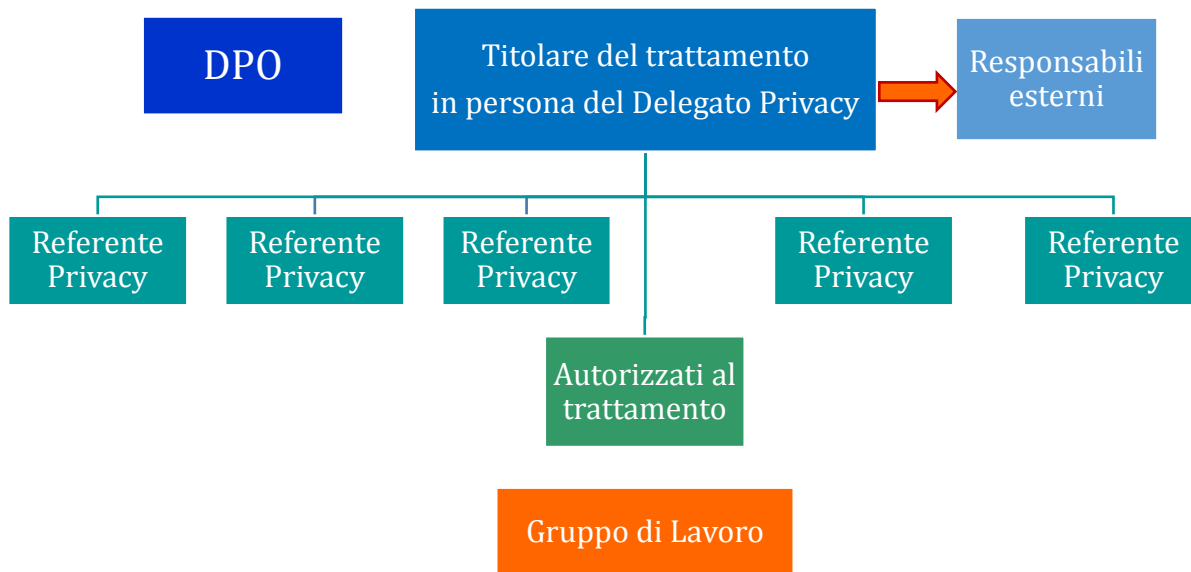 DPO
Titolare del trattamento
in persona del Delegato Privacy
Responsabili
esterni
Referente
Privacy
Referente
Privacy
Referente
Privacy
Referente
Privacy
Referente
Privacy
Autorizzati al
trattamento
Gruppo di Lavoro